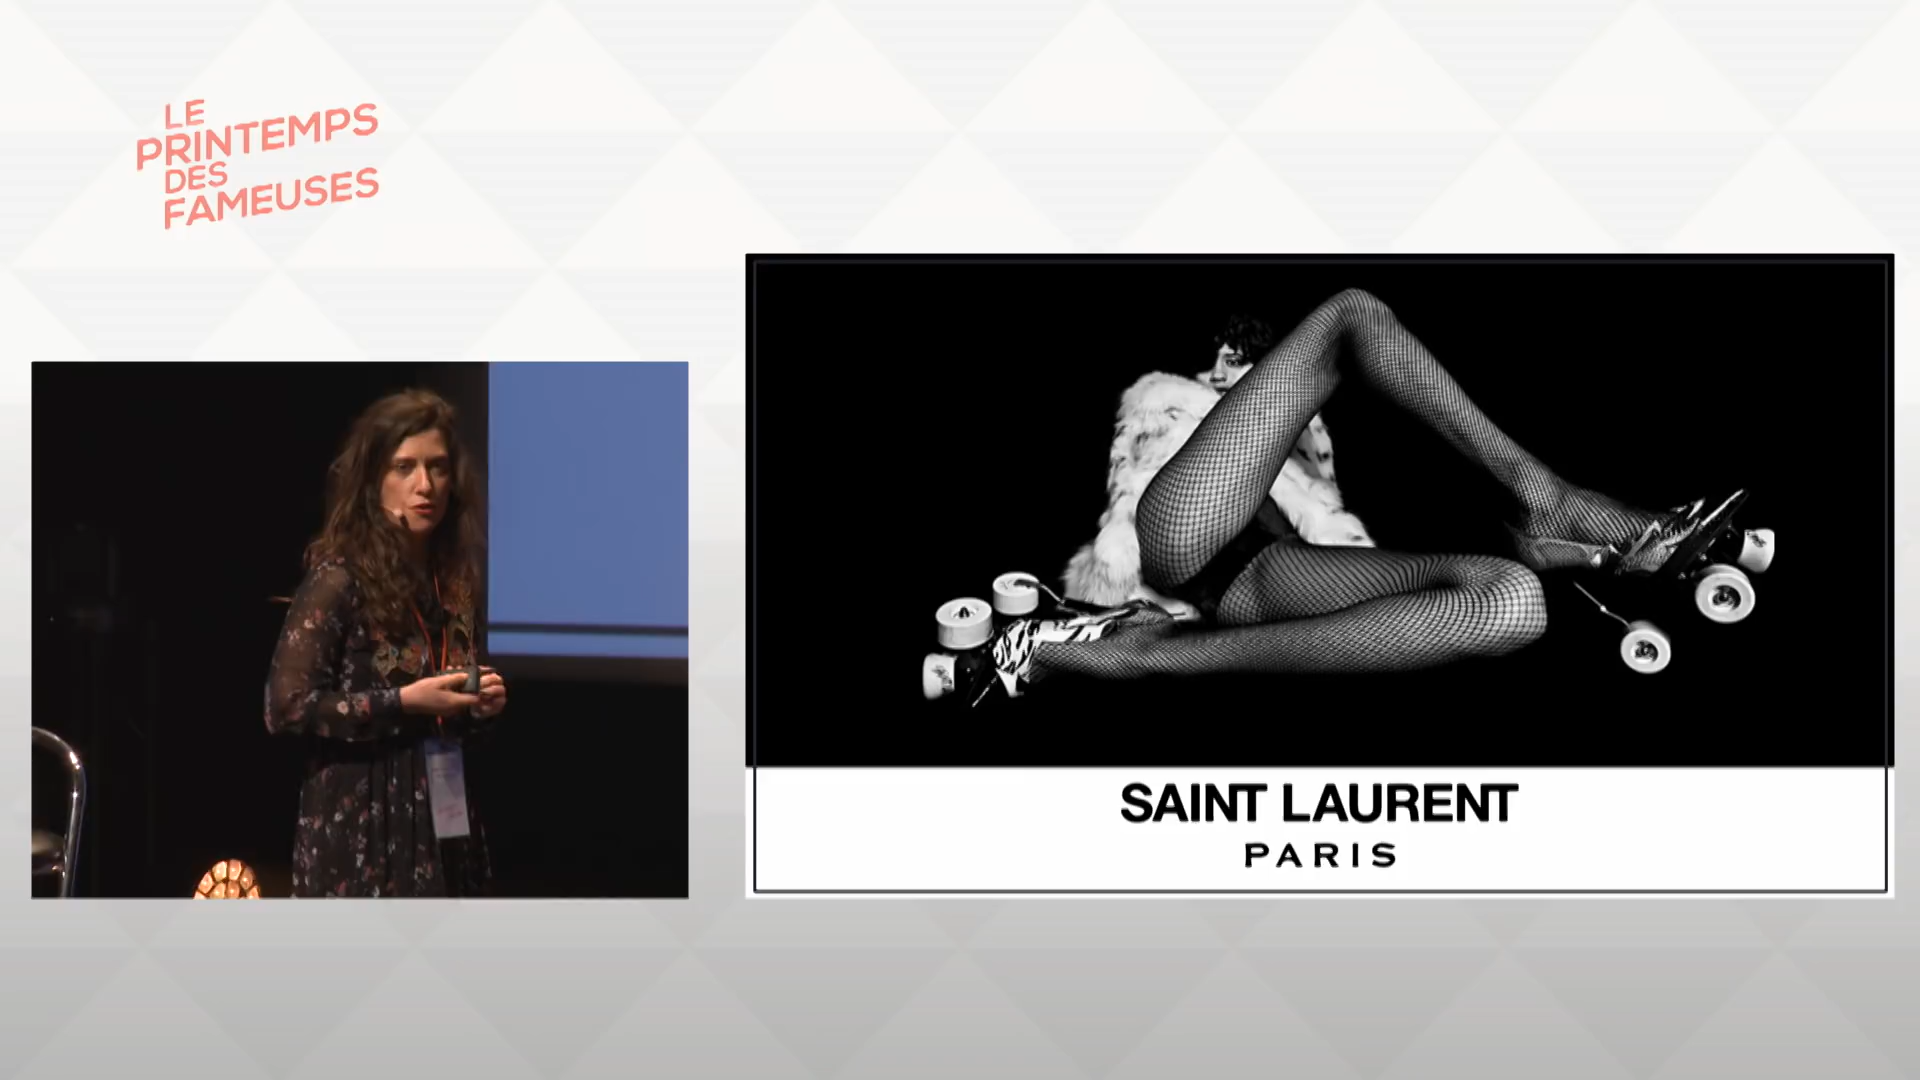 LE
PRINTEMPS
DES
FAMEUSES
SAINT LAURENT
PARIS